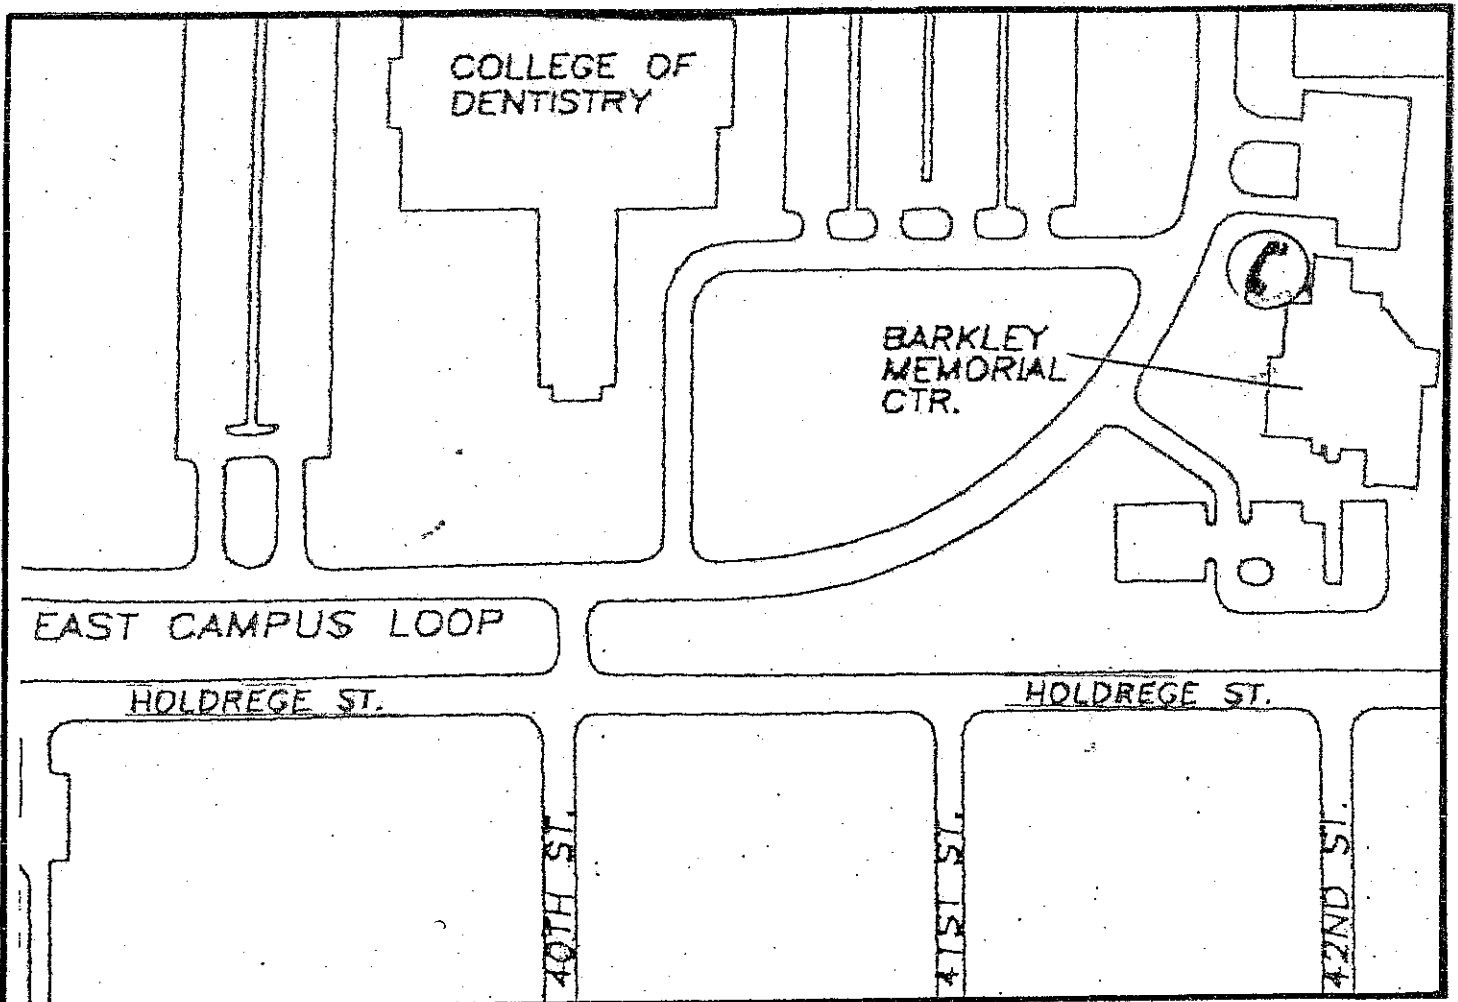 COLLEGE OF
DENTISTRY
BARKLEY
MEMORIAL
CTR.
EAST CAMPUS LOOP
HOLDREGE ST.
HOLDREGE ST.
40TH ST.
41ST ST.
42ND ST.